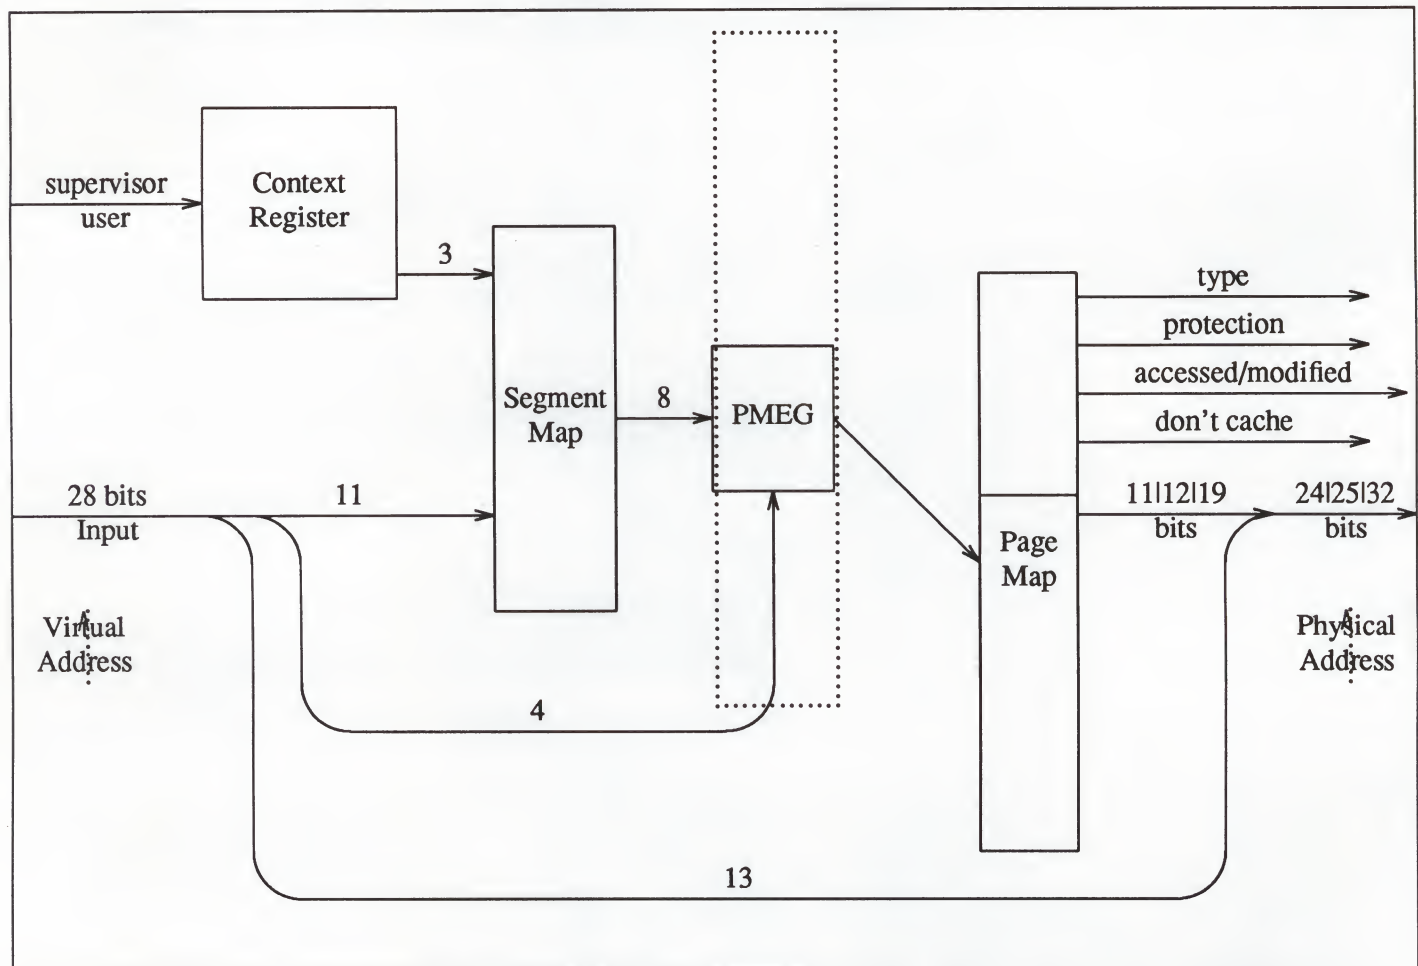 supervisor
user
Context
Register
3
type
protection
accessed/modified
don't cache
Segment
Map
8
PMEG
28 bits
Input
11
11|12|19
bits
24|25|32
bits
Page
Map
Virtual
Address
Physical
Address
4
13